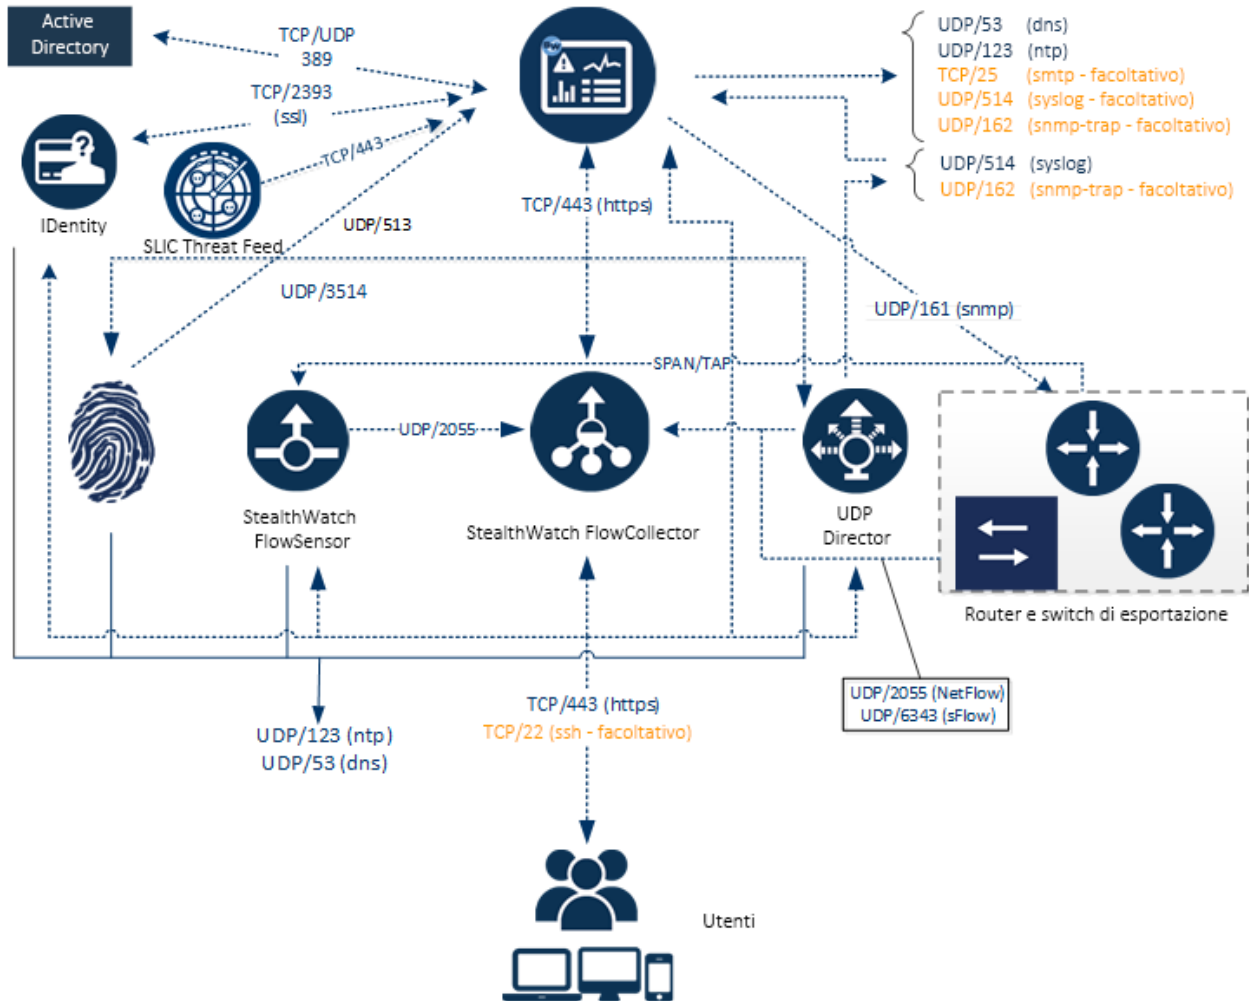 Active
Directory
TCP/UDP
389
TCP/2393
(ssl)
TCP/443
IDentity
SLIC Threat Feed
UDP/513
UDP/3514
Pw
TCP/443 (https)
UDP/53 (dns)
UDP/123 (ntp)
TCP/25 (smtp - facoltativo)
UDP/514 (syslog - facoltativo)
UDP/162 (snmp-trap - facoltativo)
UDP/514 (syslog)
UDP/162 (snmp-trap - facoltativo)
UDP/161 (snmp)
SPAN/TAP
UDP/2055
StealthWatch
FlowSensor
StealthWatch FlowCollector
UDP
Director
Router e switch di esportazione
UDP/2055 (NetFlow)
UDP/6343 (sFlow)
UDP/123 (ntp)
UDP/53 (dns)
TCP/443 (https)
TCP/22 (ssh - facoltativo)
Utenti